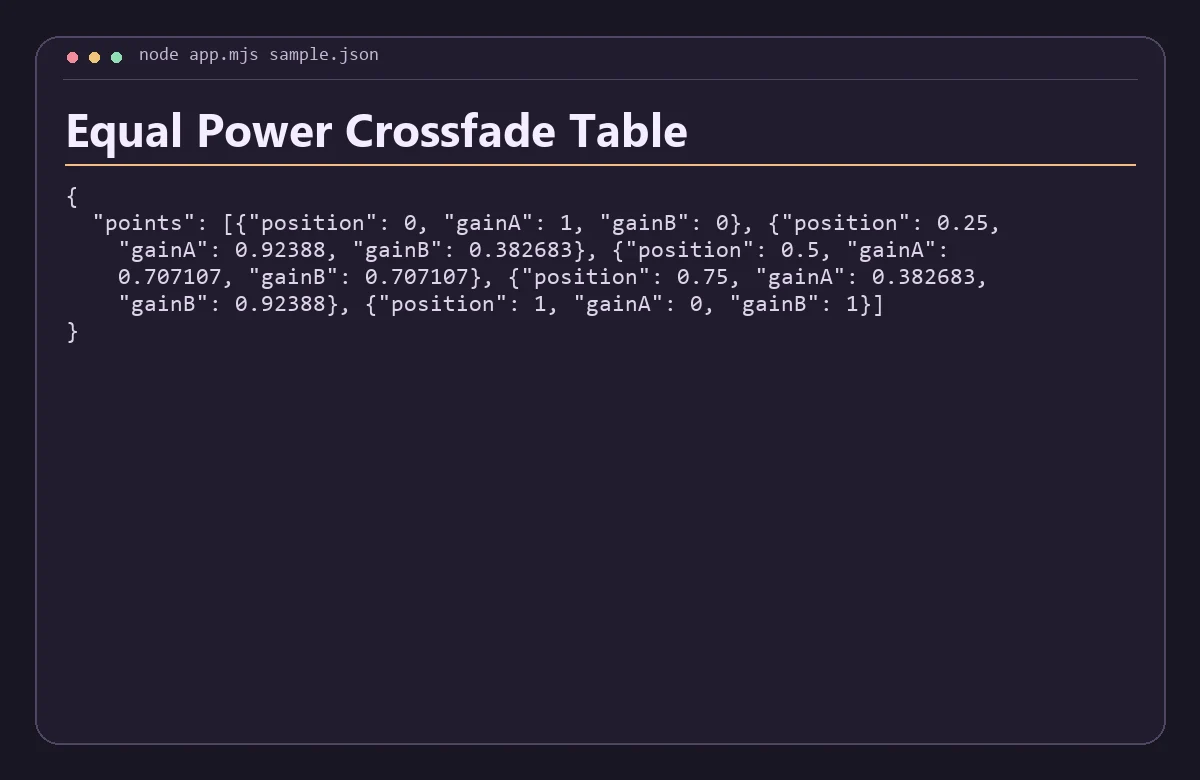 node app.mjs sample.json
Equal Power Crossfade Table
{
  "points": [{"position": 0, "gainA": 1, "gainB": 0}, {"position": 0.25,
    "gainA": 0.92388, "gainB": 0.382683}, {"position": 0.5, "gainA":
    0.707107, "gainB": 0.707107}, {"position": 0.75, "gainA": 0.382683,
    "gainB": 0.92388}, {"position": 1, "gainA": 0, "gainB": 1}]
}